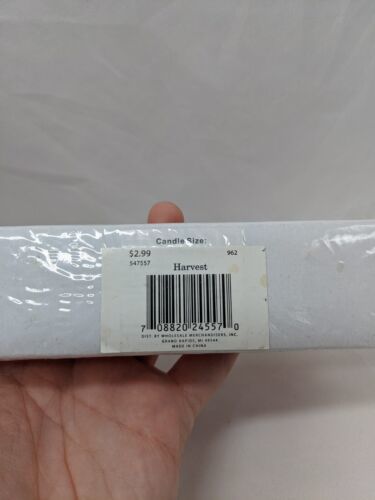 Candle Size:
$2.99 962
547557
Harvest
7 08820 24557 0
DIST. BY WHOLESALE MERCHANDISERS, INC.
GRAND RAPIDS, MI 49544
MADE IN CHINA